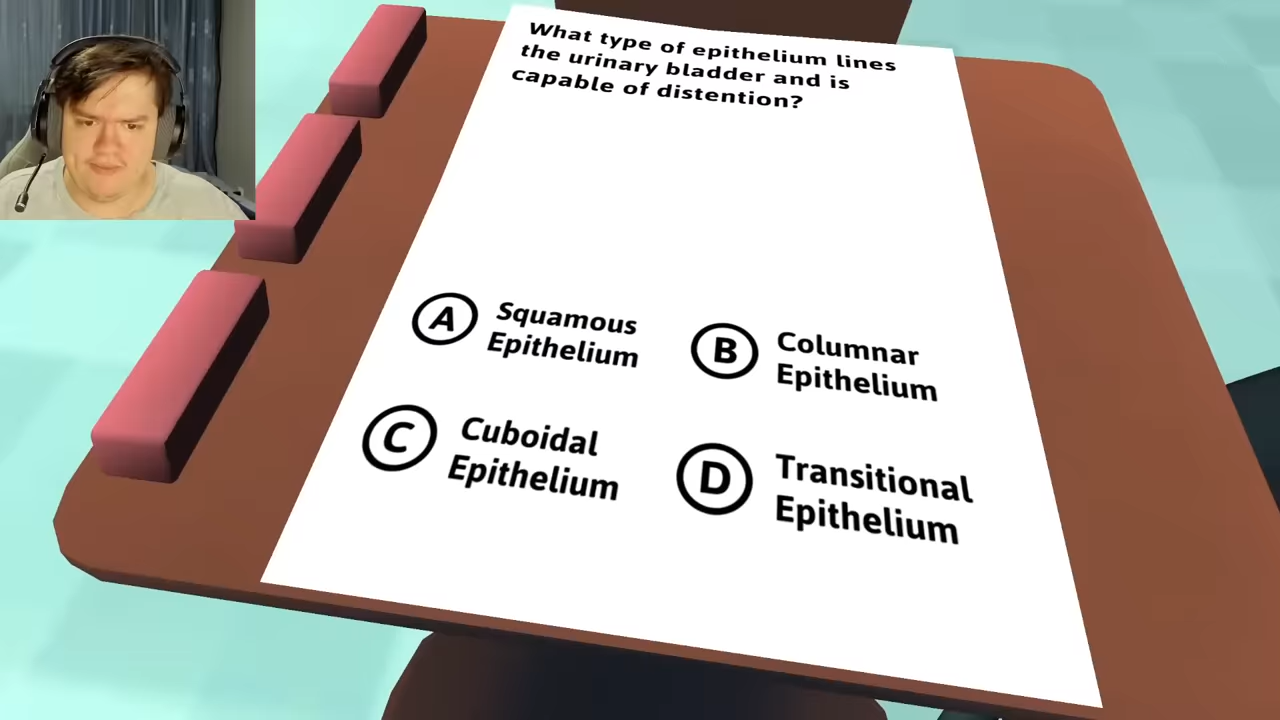 What type of epithelium lines
the urinary bladder and is
capable of distention?
A Squamous
Epithelium
B Columnar
Epithelium
C Cuboidal
Epithelium
D Transitional
Epithelium